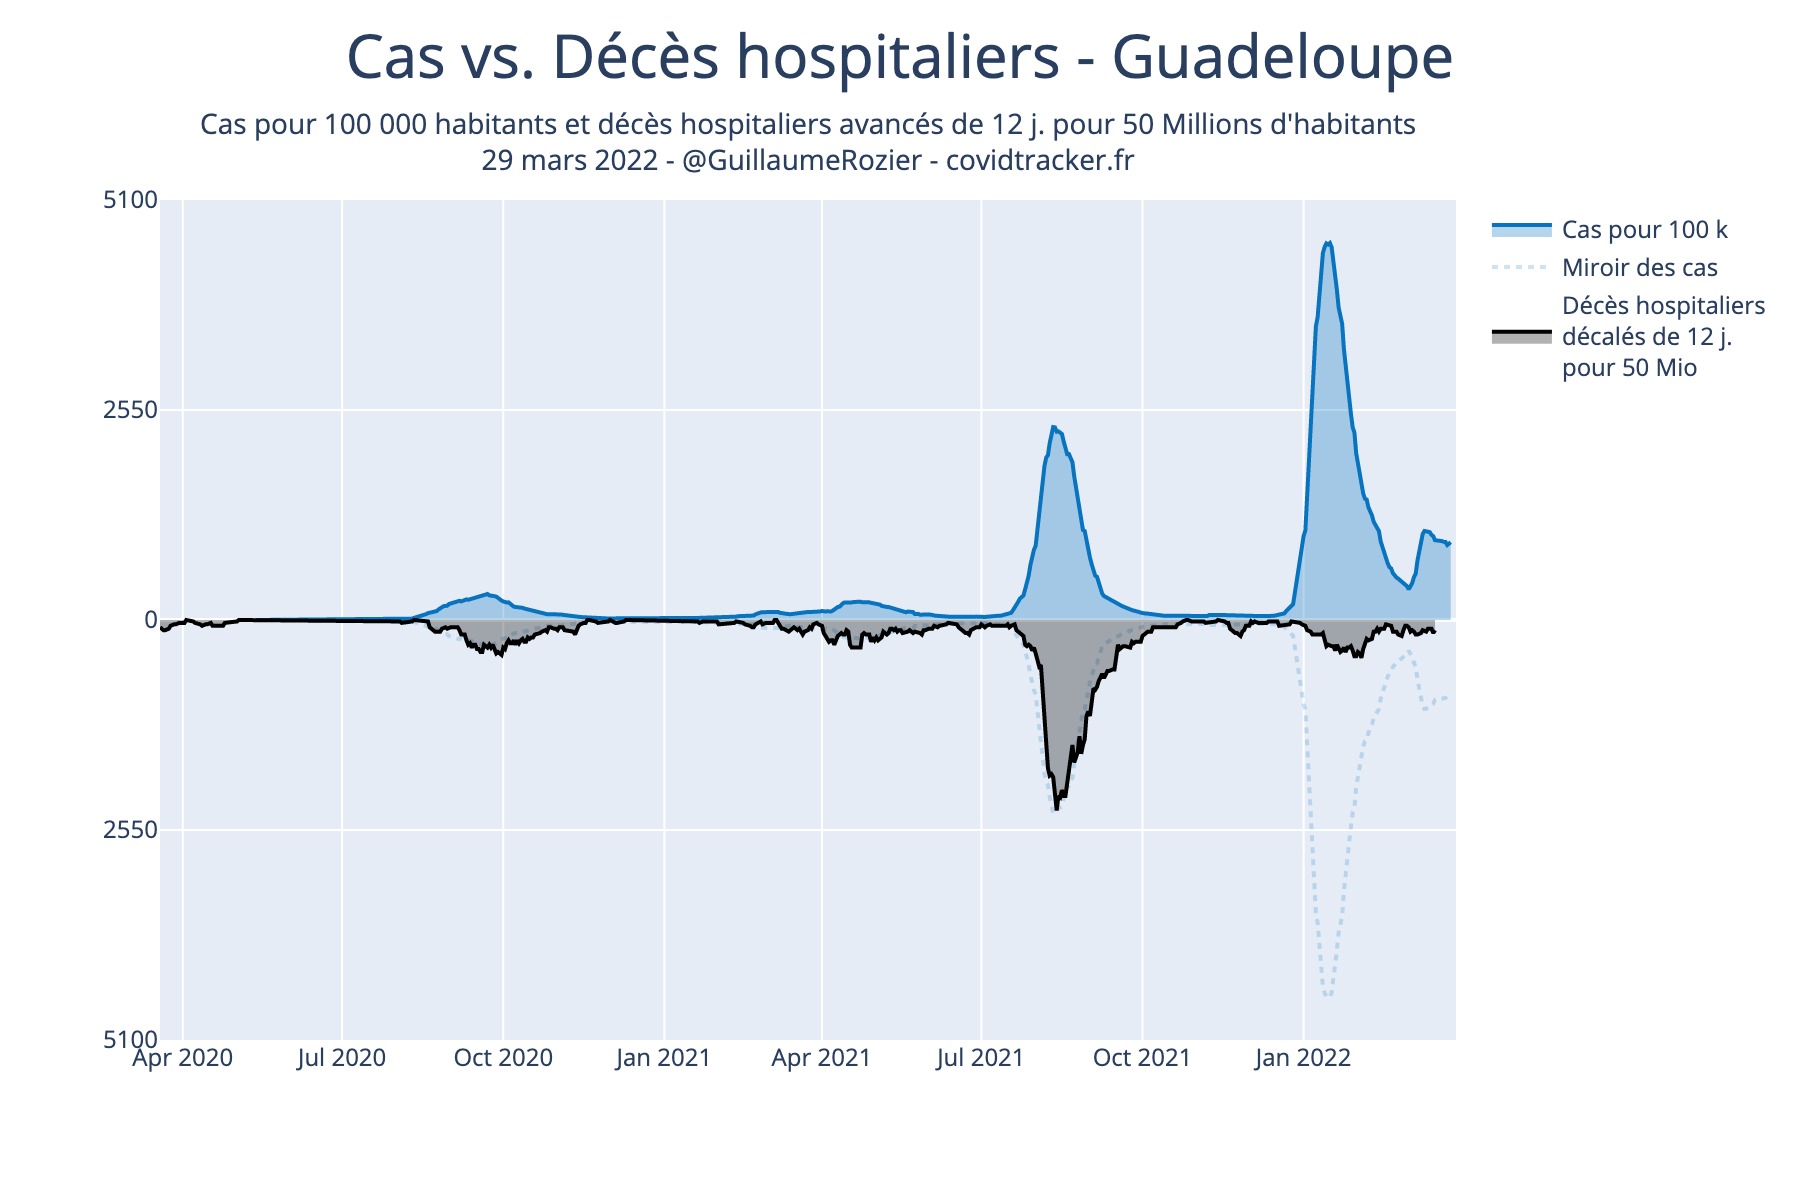 Cas vs. Décès hospitaliers - Guadeloupe
Cas pour 100 000 habitants et décès hospitaliers avancés de 12 j. pour 50 Millions d'habitants
29 mars 2022 - @GuillaumeRozier - covidtracker.fr
5100
2550
0
2550
5100
Apr 2020
Jul 2020
Oct 2020
Jan 2021
Apr 2021
Jul 2021
Oct 2021
Jan 2022
Cas pour 100 k
Miroir des cas
Décès hospitaliers
décalés de 12 j.
pour 50 Mio